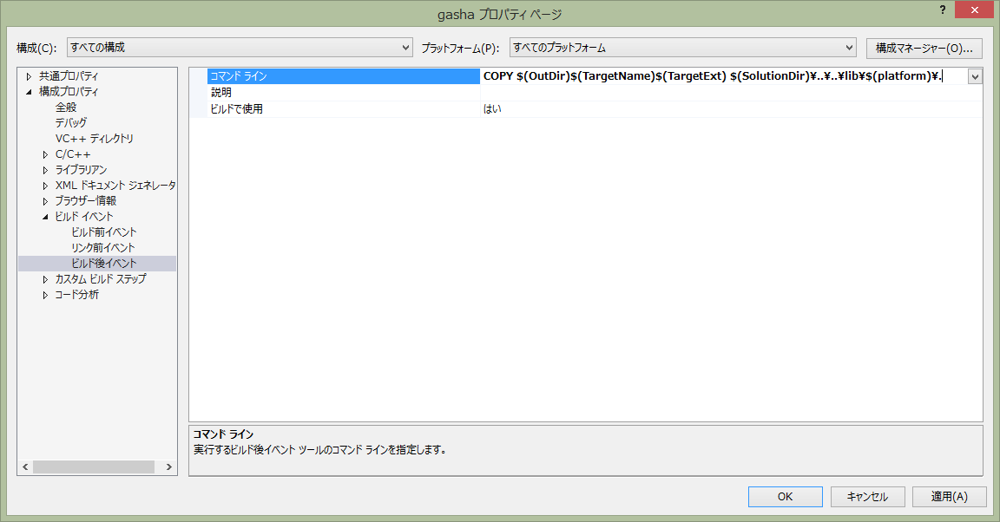 gasha プロパティ ページ
? ×
構成(C): すべての構成 プラットフォーム(P): すべてのプラットフォーム 構成マネージャー(O)...
共通プロパティ
構成プロパティ
全般
デバッグ
VC++ ディレクトリ
C/C++
ライブラリアン
XML ドキュメント ジェネレータ
ブラウザー情報
ビルド イベント
ビルド前イベント
リンク前イベント
ビルド後イベント
カスタム ビルド ステップ
コード分析
コマンド ライン COPY $(OutDir)$(TargetName)$(TargetExt) $(SolutionDir)¥..¥..¥lib¥$(platform)¥.
説明
ビルドで使用 はい
コマンド ライン
実行するビルド後イベント ツールのコマンド ラインを指定します。
OK キャンセル 適用(A)